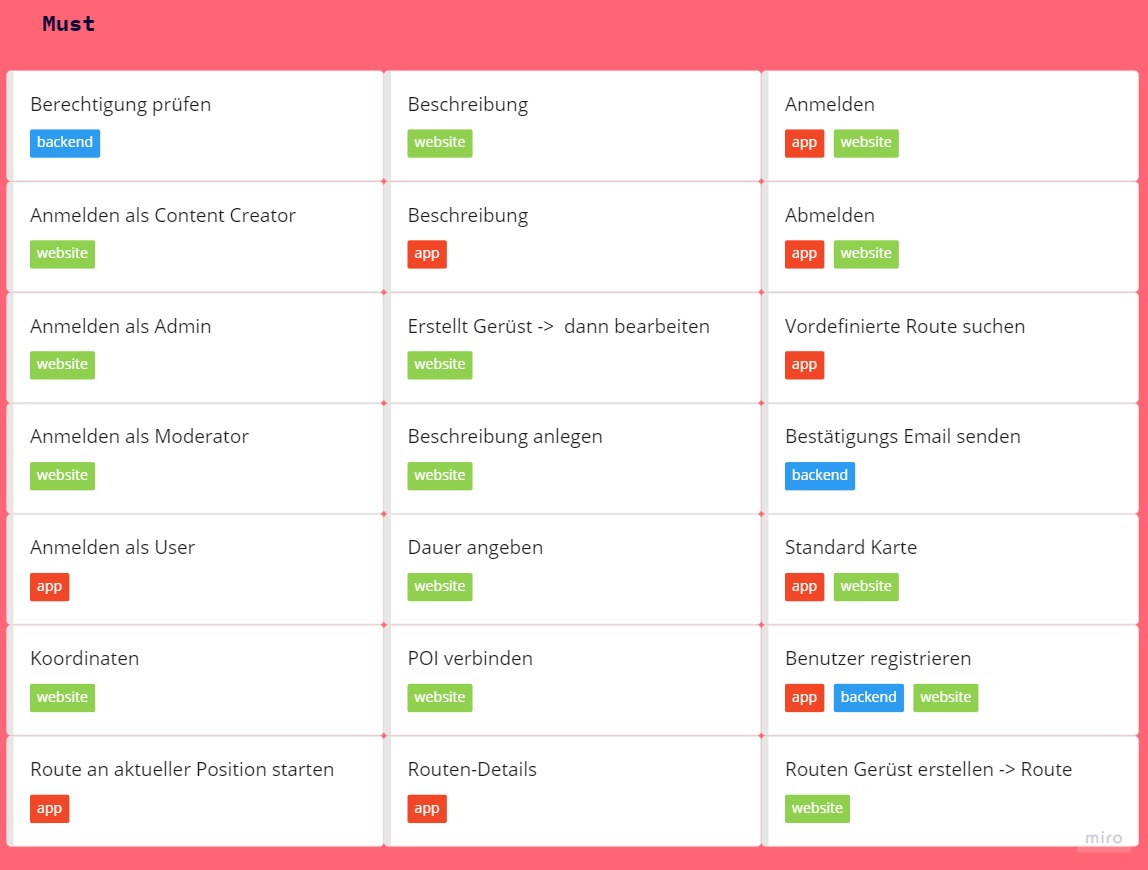 Must
Berechtigung prüfen
backend
Beschreibung
website
Anmelden
app website
Anmelden als Content Creator
website
Beschreibung
app
Abmelden
app website
Anmelden als Admin
website
Erstellt Gerüst -> dann bearbeiten
website
Vordefinierte Route suchen
app
Anmelden als Moderator
website
Beschreibung anlegen
website
Bestätigungs Email senden
backend
Anmelden als User
app
Dauer angeben
website
Standard Karte
app website
Koordinaten
website
POI verbinden
website
Benutzer registrieren
app backend website
Route an aktueller Position starten
app
Routen-Details
app
Routen Gerüst erstellen -> Route
website
miro